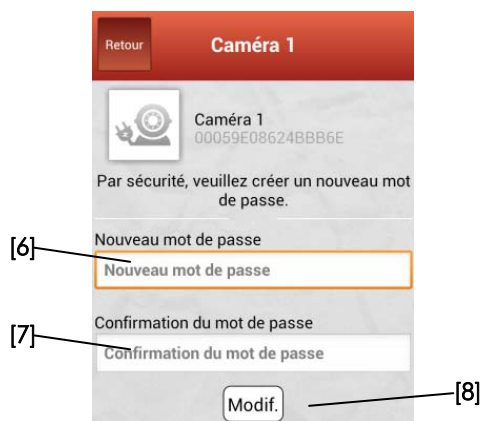 Retour
Caméra 1
Caméra 1
00059E08624BBB6E
Par sécurité, veuillez créer un nouveau mot
de passe.
Nouveau mot de passe
[6]
Nouveau mot de passe
Confirmation du mot de passe
[7]
Confirmation du mot de passe
Modif.
[8]